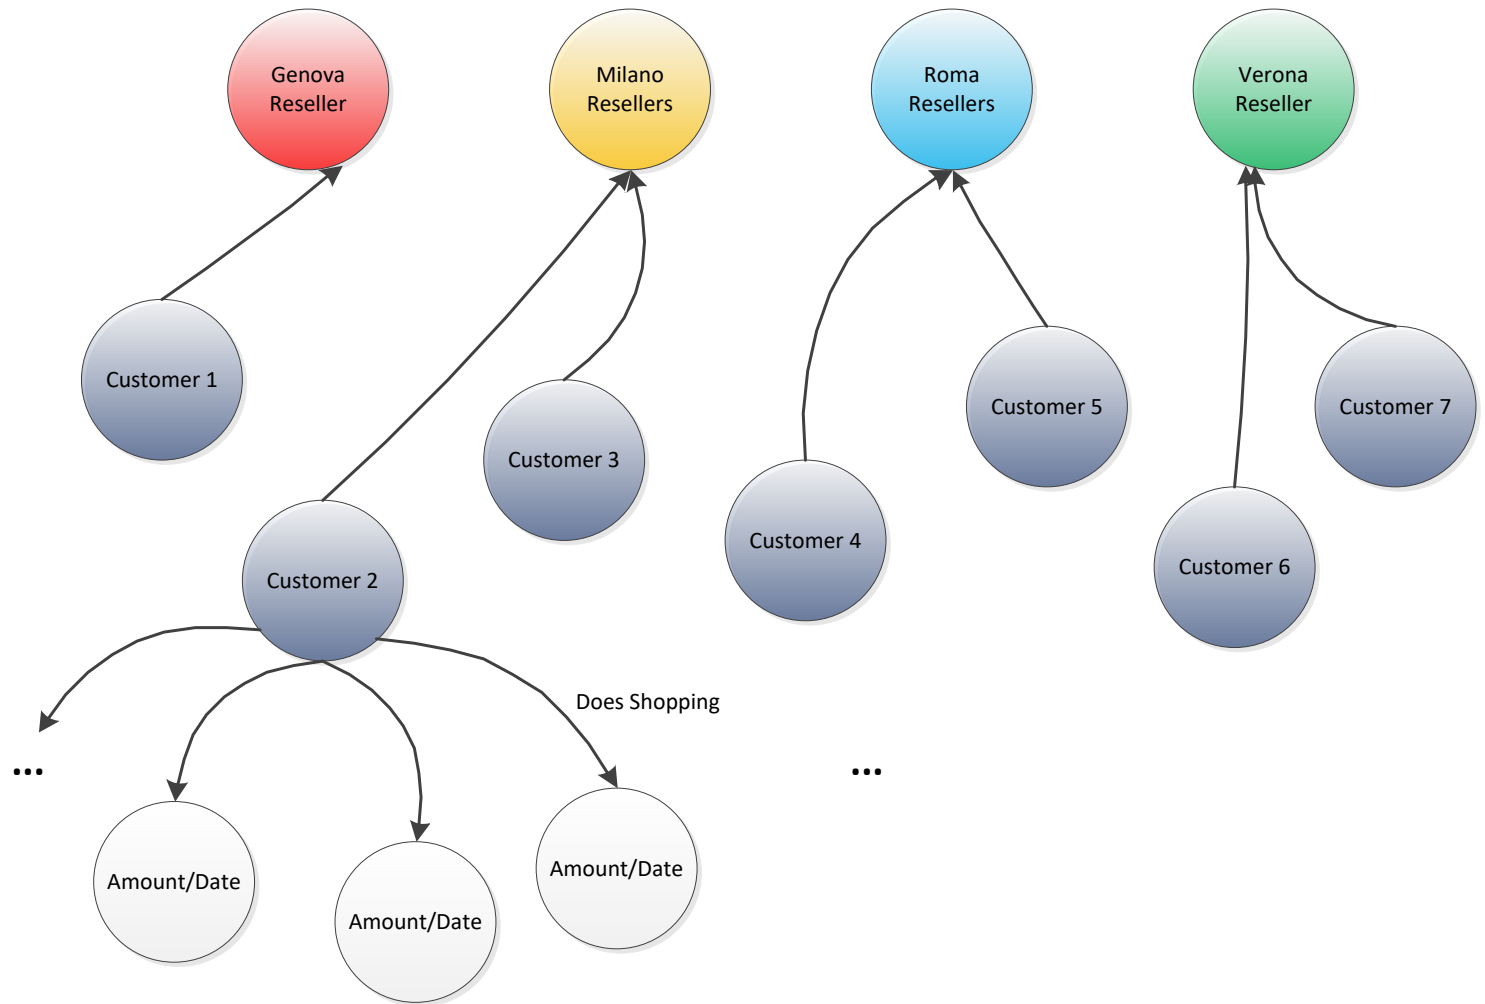 Genova
Reseller
Milano
Resellers
Roma
Resellers
Verona
Reseller
Customer 1
Customer 3
Customer 5
Customer 7
Customer 4
Customer 6
Customer 2
Does Shopping
...
...
Amount/Date
Amount/Date
Amount/Date